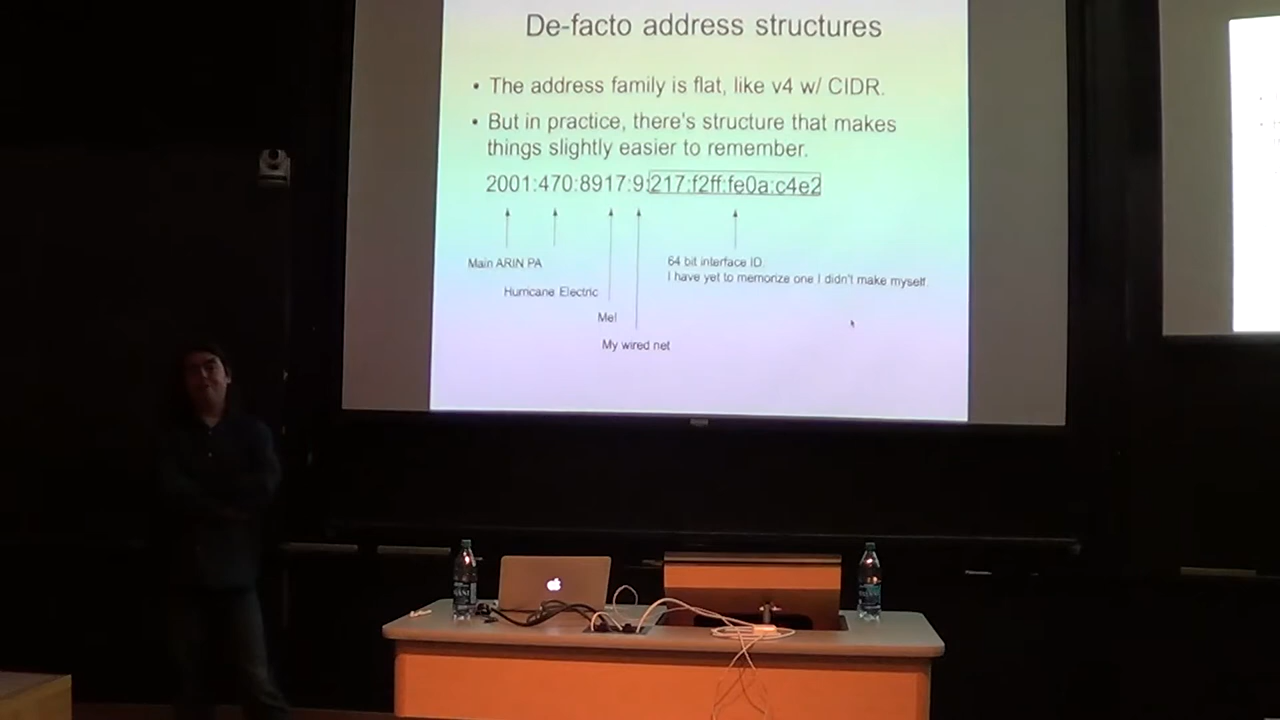 De-facto address structures
• The address family is flat, like v4 w/ CIDR.
• But in practice, there's structure that makes
things slightly easier to remember.
2001:470:8917:9:217:f2ff:fe0a:c4e2
Main ARIN PA
Hurricane Electric
Me!
My wired net
64 bit interface ID.
I have yet to memorize one I didn't make myself.